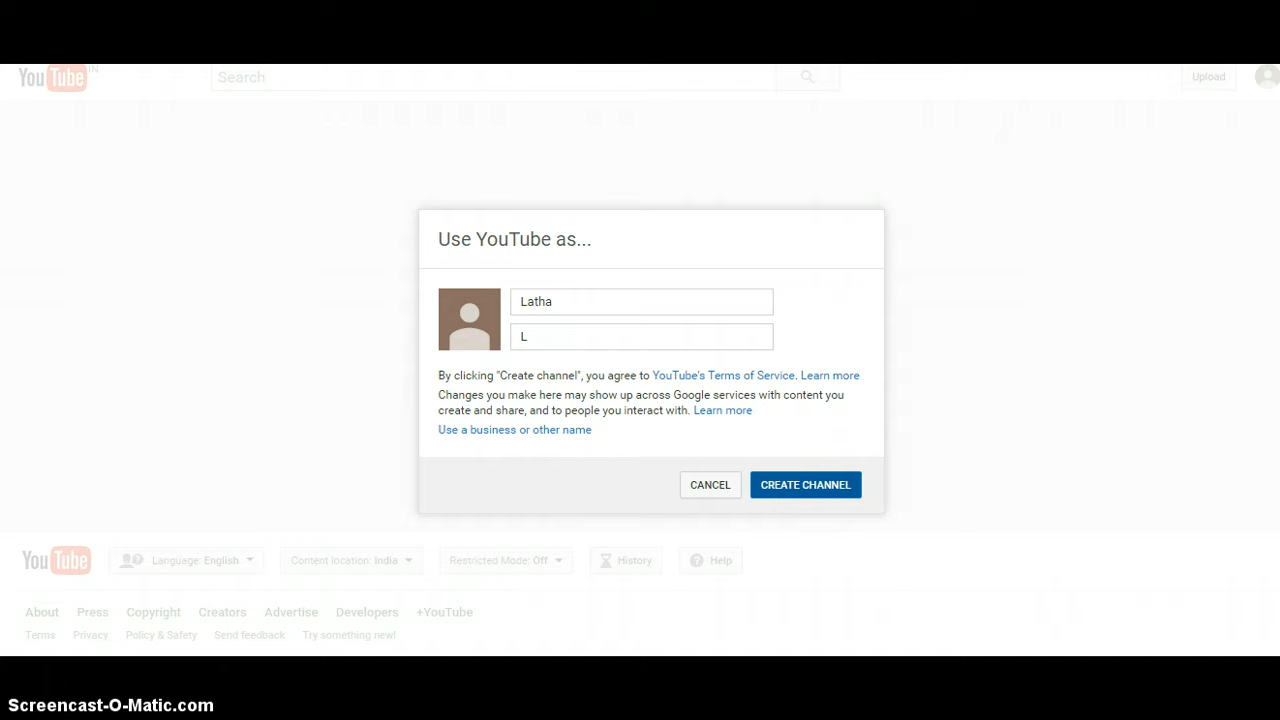 YouTube IN
Search
Upload
Use YouTube as...
Latha
L
By clicking "Create channel", you agree to YouTube's Terms of Service. Learn more
Changes you make here may show up across Google services with content you
create and share, and to people you interact with. Learn more
Use a business or other name
CANCEL
CREATE CHANNEL
YouTube
Language: English
Content location: India
Restricted Mode: Off
History
Help
About Press Copyright Creators Advertise Developers +YouTube
Terms Privacy Policy & Safety Send feedback Try something new!
Screencast-O-Matic.com